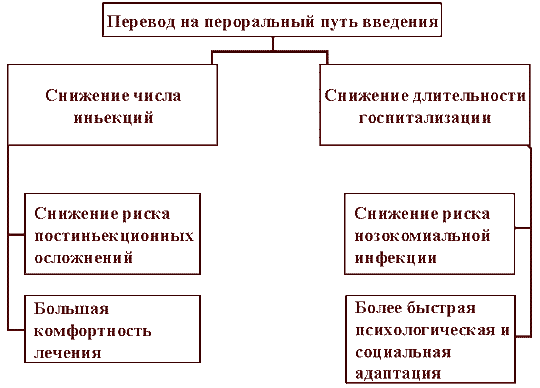 Перевод на пероральный путь введения
Снижение числа
иньекций
Снижение длительности
госпитализации
Снижение риска
постиньекционных
осложнений
Снижение риска
нозокомиальной
инфекции
Большая
комфортность
лечения
Более быстрая
психологическая и
социальная
адаптация